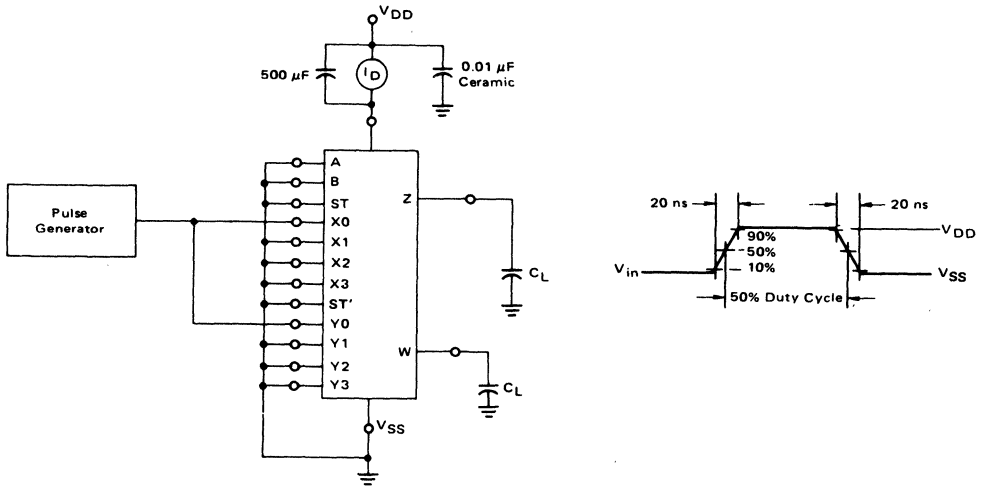 VDD
500 μF
ID
0.01 μF
Ceramic
Pulse
Generator
A
B
ST
X0
X1
X2
X3
ST'
Y0
Y1
Y2
Y3
Z
W
CL
CL
VSS
20 ns
20 ns
90%
50%
10%
VDD
Vin
VSS
50% Duty Cycle